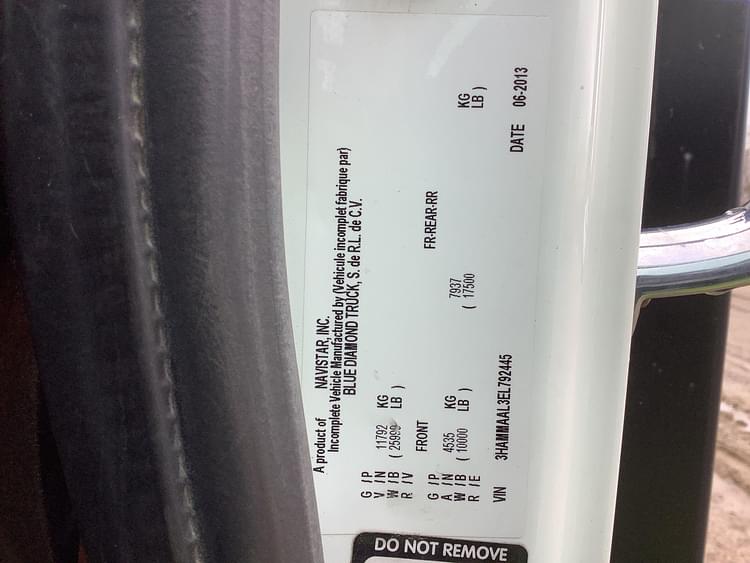 A product of NAVISTAR, INC.
Incomplete Vehicle Manufactured by (Vehicule incomplet fabrique par)
BLUE DIAMOND TRUCK, S. de R.L. de C.V.
G / P
V / N 11792 KG
W / B ( 25999 LB )
R / V
FRONT FR-REAR-RR
G / P
A / N 4535 KG 7937 KG
W / B ( 10000 LB ) ( 17500 LB )
R / E
VIN 3HAMMAAL3EL792445 DATE 06-2013
DO NOT REMOVE